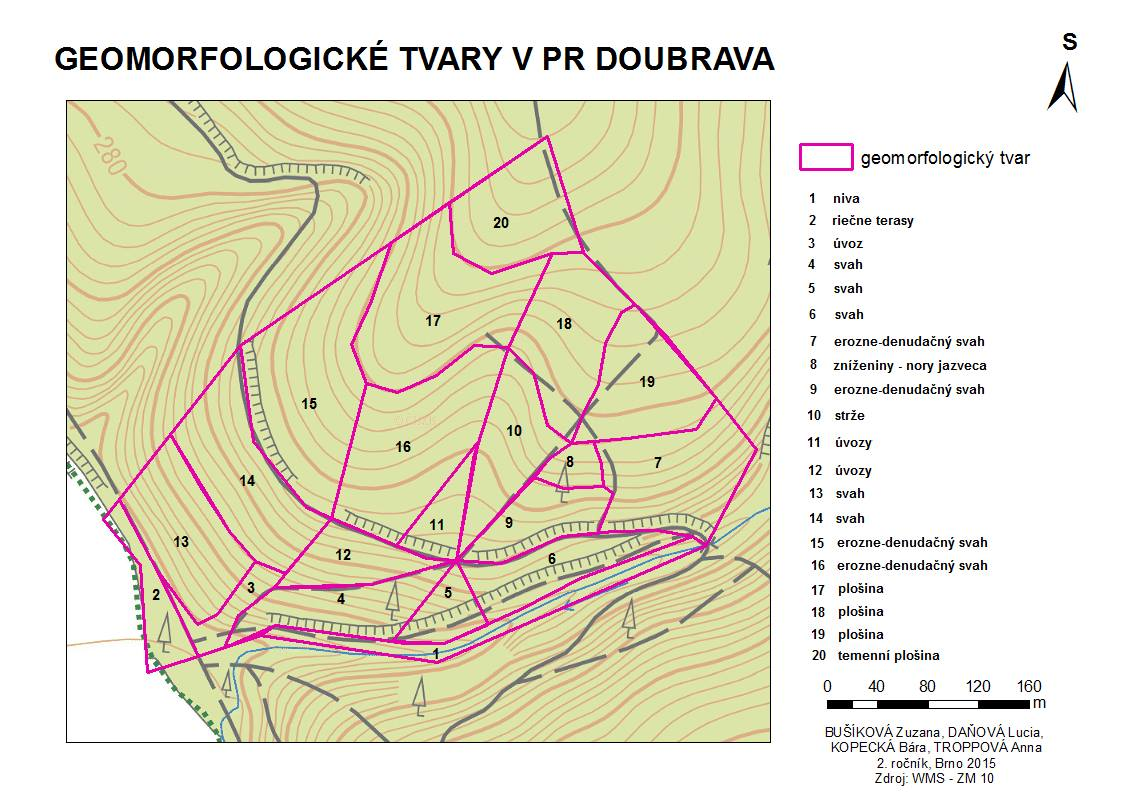 GEOMORFOLOGICKÉ TVARY V PR DOUBRAVA
S
geomorfologický tvar
1 niva
2 riečne terasy
3 úvoz
4 svah
5 svah
6 svah
7 erozne-denudačný svah
8 zníženiny - nory jazveca
9 erozne-denudačný svah
10 strže
11 úvozy
12 úvozy
13 svah
14 svah
15 erozne-denudačný svah
16 erozne-denudačný svah
17 plošina
18 plošina
19 plošina
20 temenní plošina
0 40 80 120 160
m
BUŠÍKOVÁ Zuzana, DAŇOVÁ Lucia,
KOPECKÁ Bára, TROPPOVÁ Anna
2. ročník, Brno 2015
Zdroj: WMS - ZM 10
280
20
17
18
19
15
16
10
8
7
14
11
9
13
12
6
3
5
2
4
1